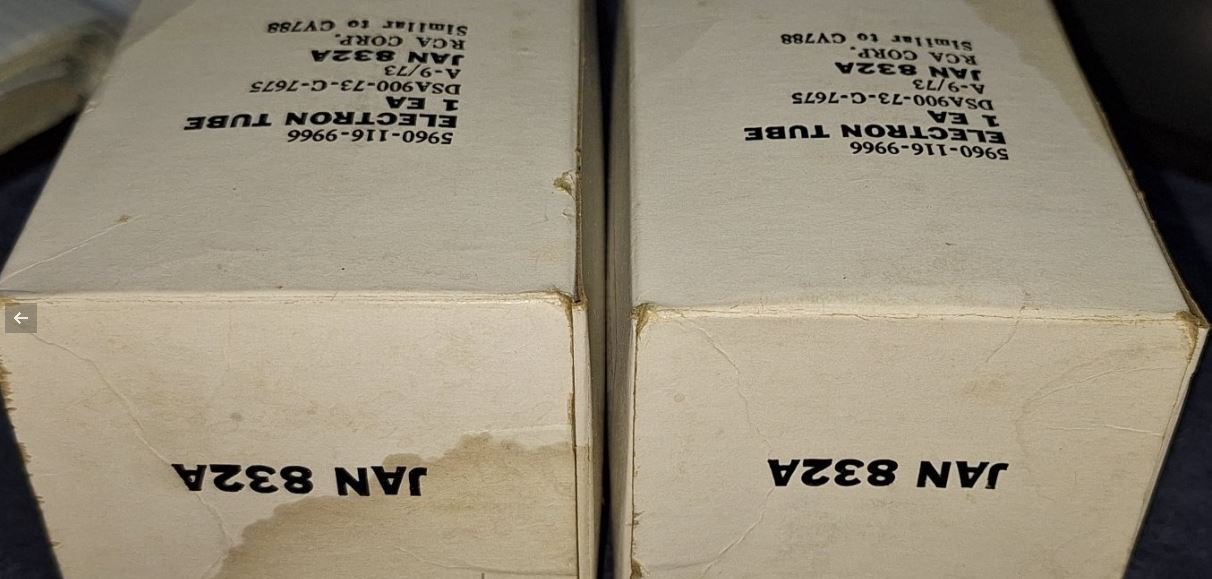 5960-116-9966
ELECTRON TUBE
1 EA
DSA900-73-C-7675
A-9/73
JAN 832A
RCA CORP.
Similar to CV788
JAN 832A
5960-116-9966
ELECTRON TUBE
1 EA
DSA900-73-C-7675
A-9/73
JAN 832A
RCA CORP.
Similar to CV788
JAN 832A